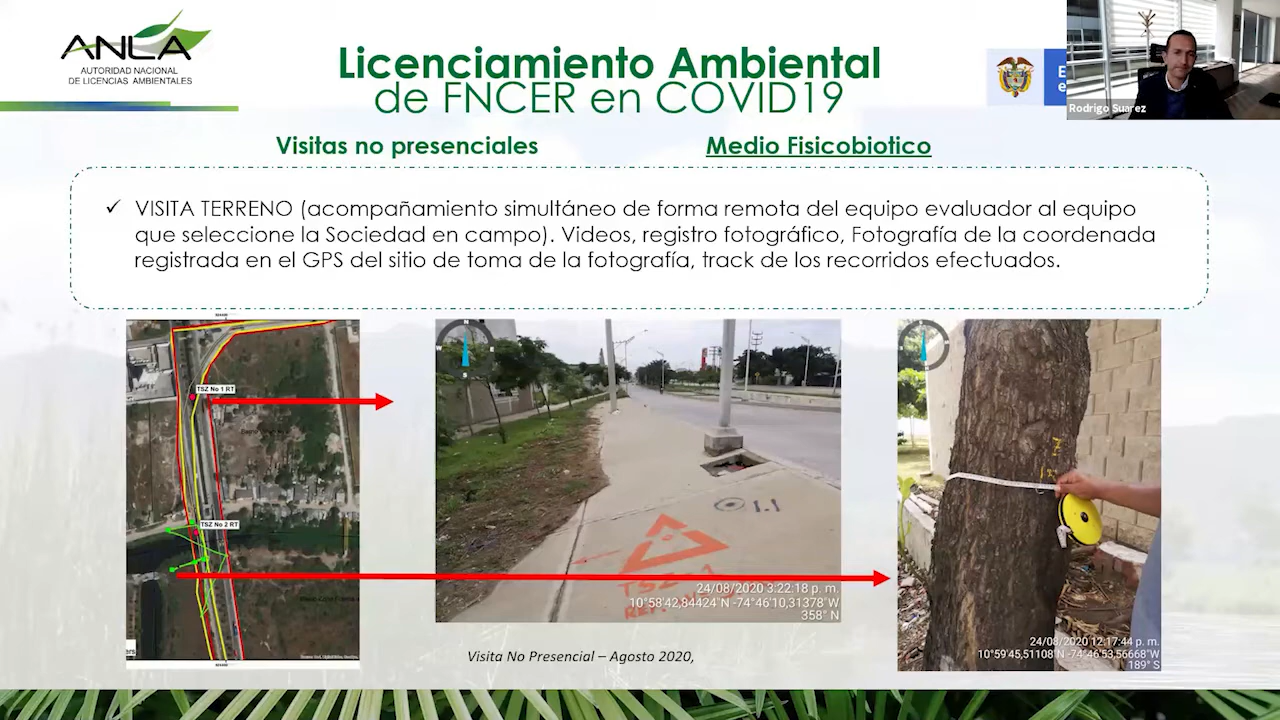 ANLA
AUTORIDAD NACIONAL
DE LICENCIAS AMBIENTALES
Licenciamiento Ambiental
de FNCER en COVID19
Rodrigo Suarez
Visitas no presenciales
Medio Fisicobiotico
✓ VISITA TERRENO (acompañamiento simultáneo de forma remota del equipo evaluador al equipo
que seleccione la Sociedad en campo). Videos, registro fotográfico, Fotografía de la coordenada
registrada en el GPS del sitio de toma de la fotografía, track de los recorridos efectuados.
TSZ No 1 RT
TSZ No 2 RT
N
W
E
S
1.1
24/08/2020 3:22:18 p. m.
10°58'42,84424"N -74°46'10,31378"W
358° N
24/08/2020 12:17:44 p. m.
10°59'45,51108"N -74°46'53,56668"W
189° S
Visita No Presencial – Agosto 2020,